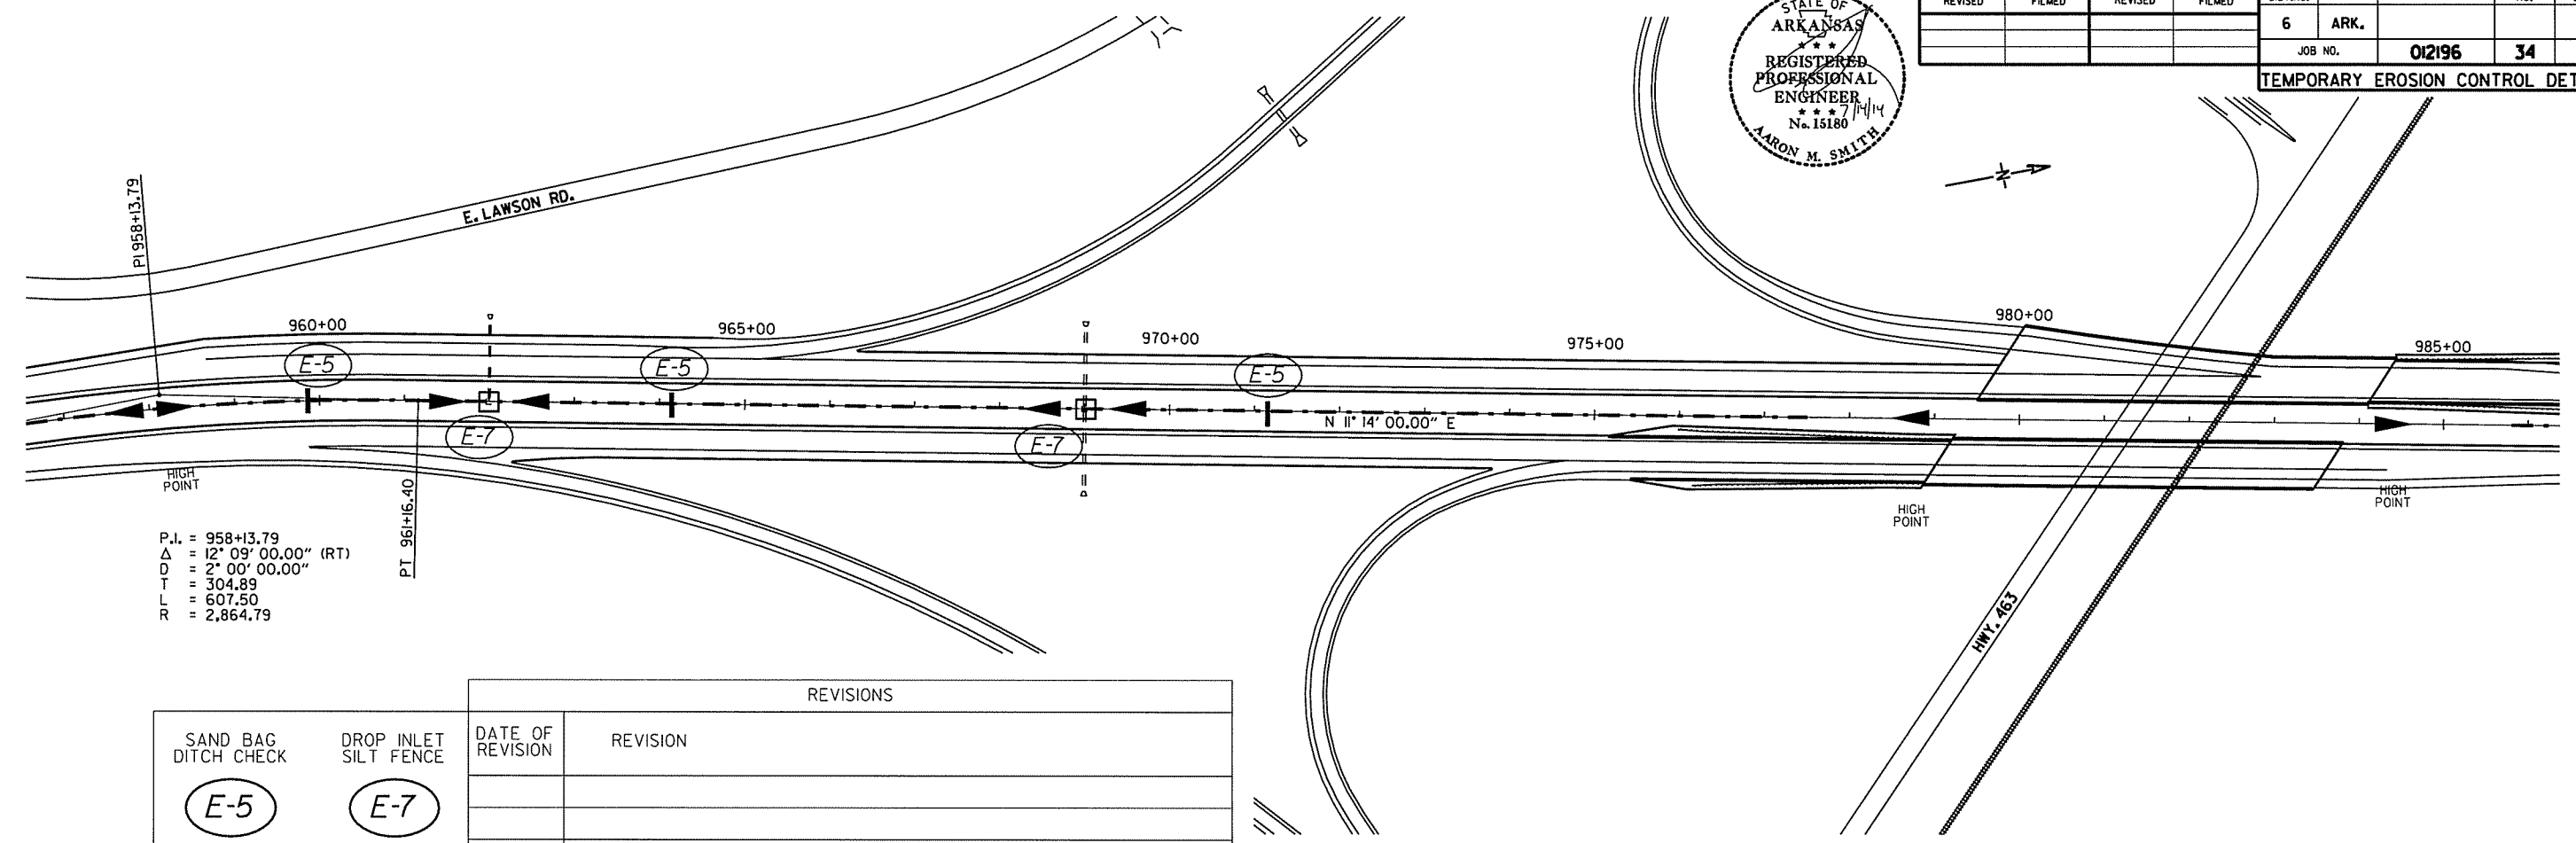 STATE OF
ARKANSAS
★ ★ ★
REGISTERED
PROFESSIONAL
ENGINEER
★ ★ ★ 7/14/14
No. 15180
AARON M. SMITH
REVISED FILMED REVISED FILMED
6 ARK.
JOB NO. 012196 34
TEMPORARY EROSION CONTROL DET
N
PI 958+13.79
E. LAWSON RD.
960+00
965+00
970+00
975+00
980+00
985+00
E-5
E-5
E-5
E-7
E-7
N 11° 14' 00.00" E
HIGH
POINT
HIGH
POINT
HIGH
POINT
PT 961+16.40
HWY. 463
P.I. = 958+13.79
Δ = 12° 09' 00.00" (RT)
D = 2° 00' 00.00"
T = 304.89
L = 607.50
R = 2,864.79
REVISIONS
DATE OF
REVISION
REVISION
SAND BAG
DITCH CHECK
DROP INLET
SILT FENCE
E-5
E-7